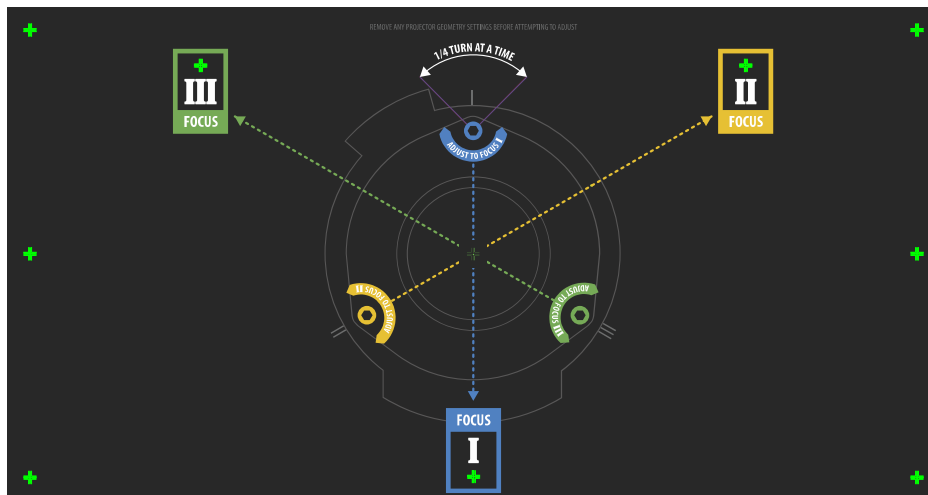 REMOVE ANY PROJECTOR GEOMETRY SETTINGS BEFORE ATTEMPTING TO ADJUST
1/4 TURN AT A TIME
III
FOCUS
II
FOCUS
ADJUST TO FOCUS I
ADJUST TO FOCUS II
ADJUST TO FOCUS III
FOCUS
I